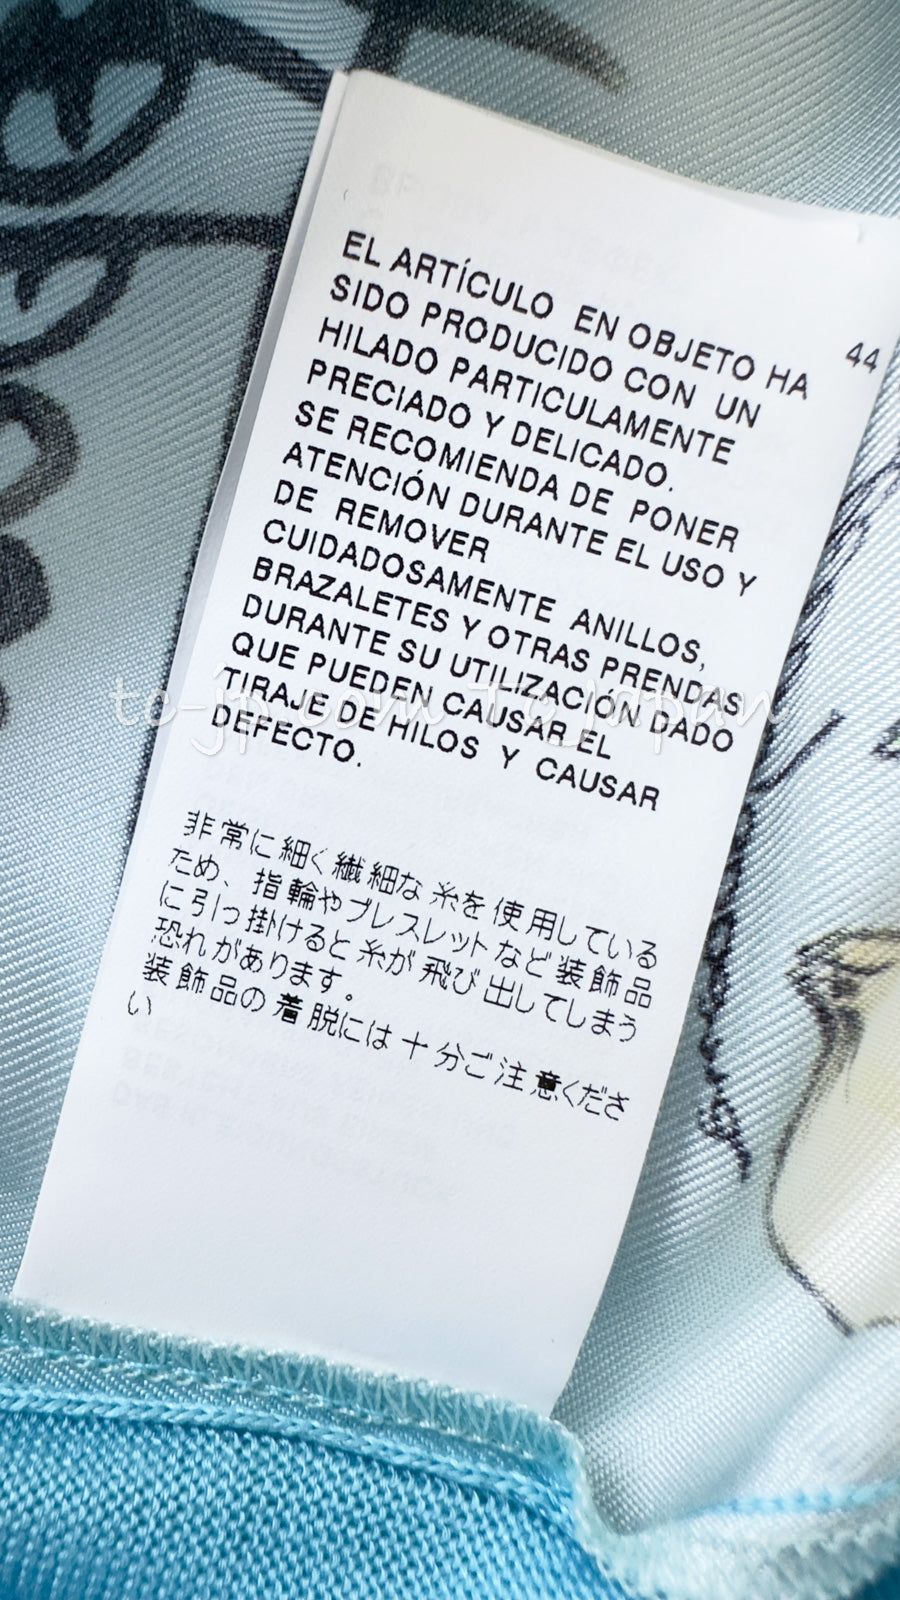 EL ARTÍCULO EN OBJETO HA
44
SIDO PRODUCIDO CON UN
HILADO PARTICULAMENTE
PRECIADO Y DELICADO.
SE RECOMIENDA DE PONER
ATENCIÓN DURANTE EL USO Y
DE REMOVER
CUIDADOSAMENTE ANILLOS,
BRAZALETES Y OTRAS PRENDAS
DURANTE SU UTILIZACIÓN DADO
QUE PUEDEN CAUSAR EL
TIRAJE DE HILOS Y CAUSAR
DEFECTO.
tc-jp.com Tc Japan
非常に細く繊細な糸を使用している
ため、指輪やブレスレットなど装飾品
に引っ掛けると糸が飛び出してしまう
恐れがあります。
装飾品の着脱には十分ご注意くださ
い